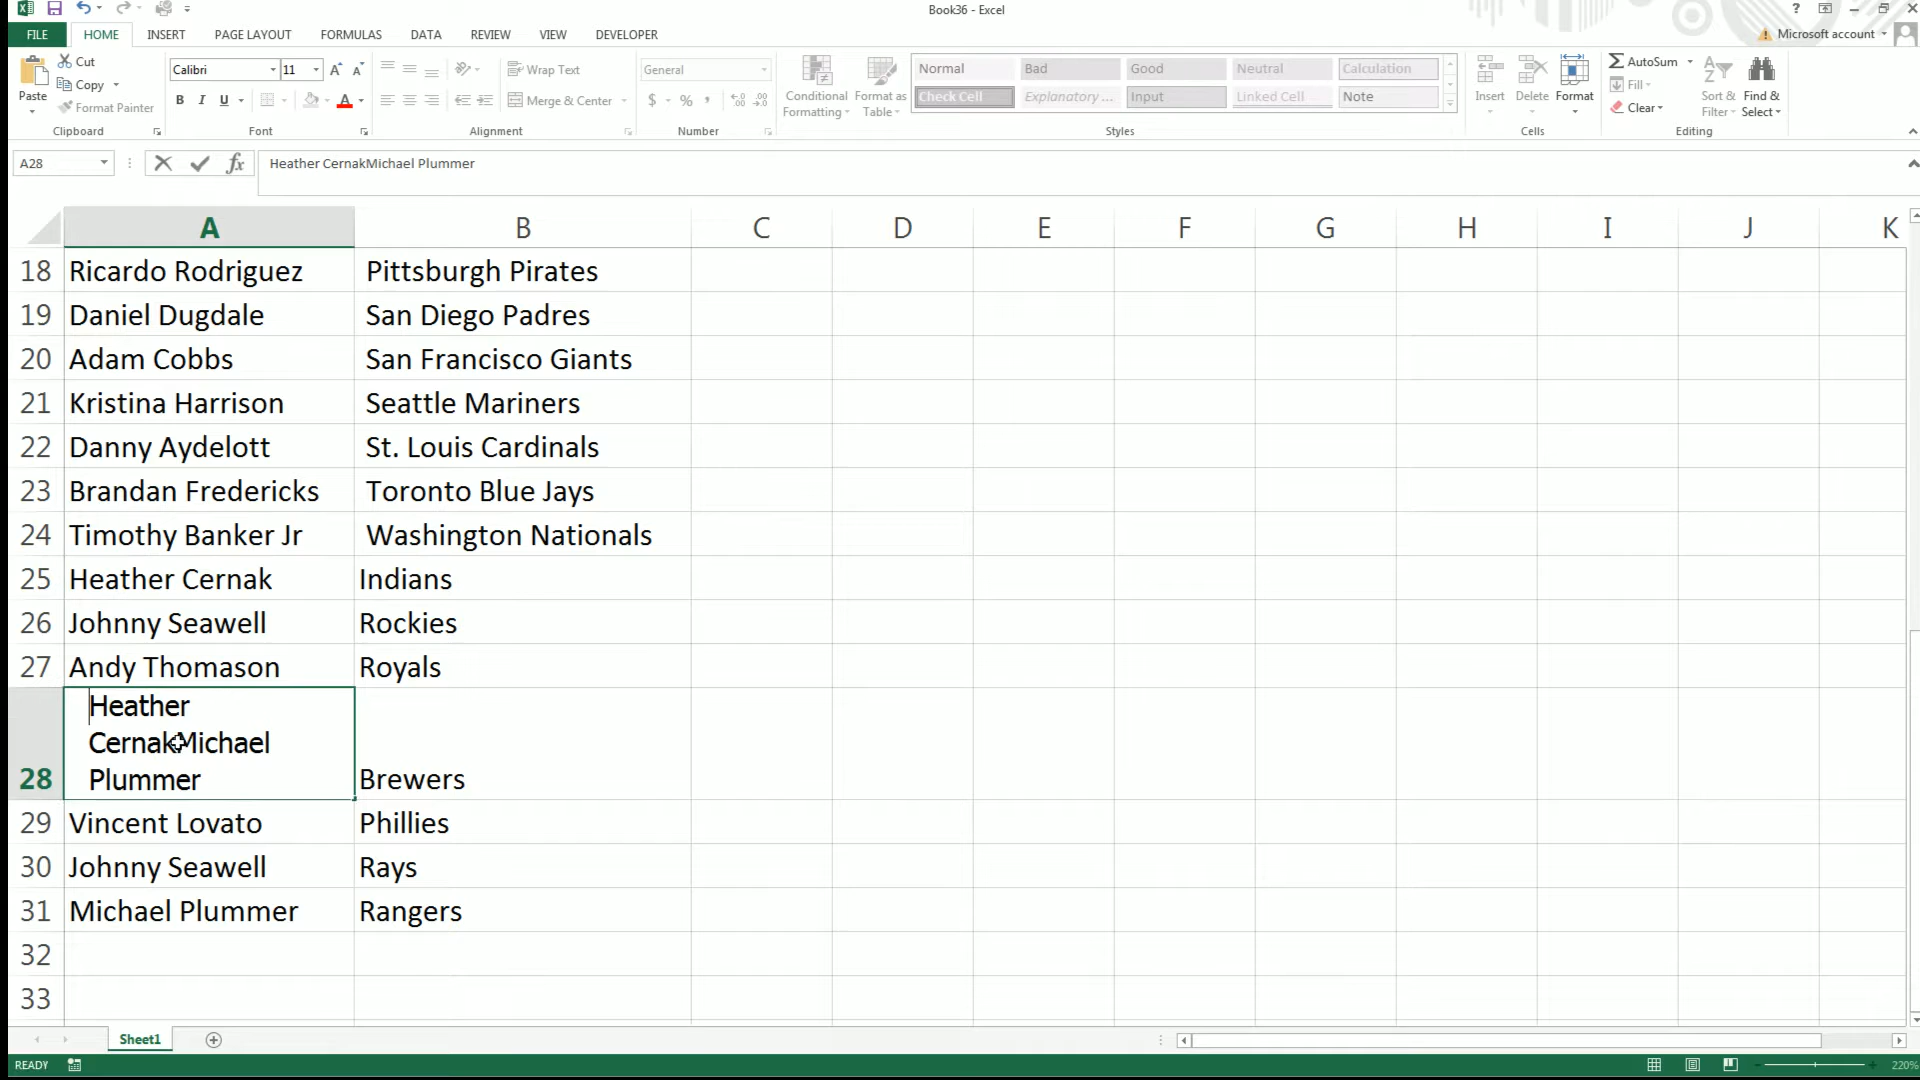 Book36 - Excel
?
FILE HOME INSERT PAGE LAYOUT FORMULAS DATA REVIEW VIEW DEVELOPER
Microsoft account
Paste
Cut
Copy
Format Painter
Clipboard
Calibri 11
A A
B I U A
Font
Wrap Text
Merge & Center
Alignment
General
$ % ,
Number
Conditional Formatting
Format as Table
Normal Bad Good Neutral Calculation
Check Cell Explanatory ... Input Linked Cell Note
Styles
Insert Delete Format
Cells
AutoSum
Fill
Clear
Sort & Filter
Find & Select
Editing
A28 fx Heather CernakMichael Plummer
A B C D E F G H I J K
18 Ricardo Rodriguez Pittsburgh Pirates
19 Daniel Dugdale San Diego Padres
20 Adam Cobbs San Francisco Giants
21 Kristina Harrison Seattle Mariners
22 Danny Aydelott St. Louis Cardinals
23 Brandan Fredericks Toronto Blue Jays
24 Timothy Banker Jr Washington Nationals
25 Heather Cernak Indians
26 Johnny Seawell Rockies
27 Andy Thomason Royals
Heather
CernakMichael
28 Plummer Brewers
29 Vincent Lovato Phillies
30 Johnny Seawell Rays
31 Michael Plummer Rangers
32
33
Sheet1
READY 220%